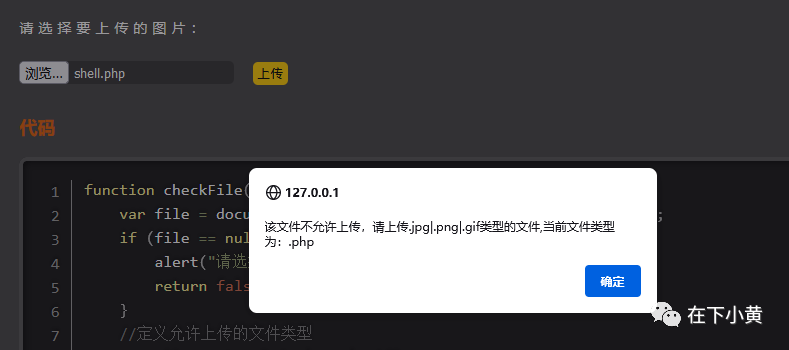 请选择要上传的图片：
浏览... shell.php 上传
代码
127.0.0.1
该文件不允许上传，请上传.jpg|.png|.gif类型的文件,当前文件类型
为：.php
确定
1 function checkFile(
2 var file = docu ;
3 if (file == nul
4 alert("请选
5 return fals
6 }
7 //定义允许上传的文件类型
在下小黄